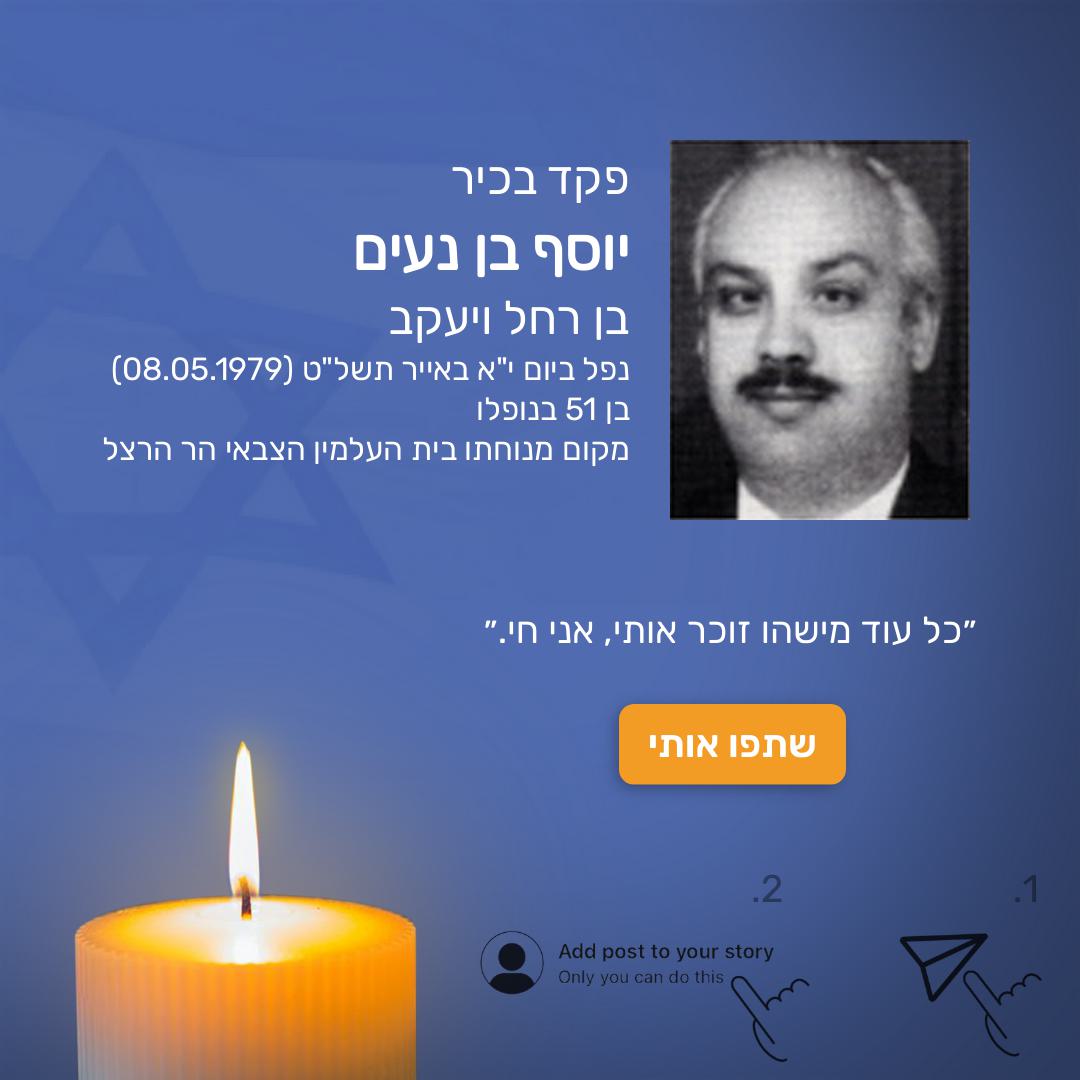 פקד בכיר
יוסף בן נעים
בן רחל ויעקב
נפל ביום י"א באייר תשל"ט (08.05.1979)
בן 51 בנופלו
מקום מנוחתו בית העלמין הצבאי הר הרצל
״כל עוד מישהו זוכר אותי, אני חי.״
שתפו אותי
.1
.2
Add post to your story
Only you can do this